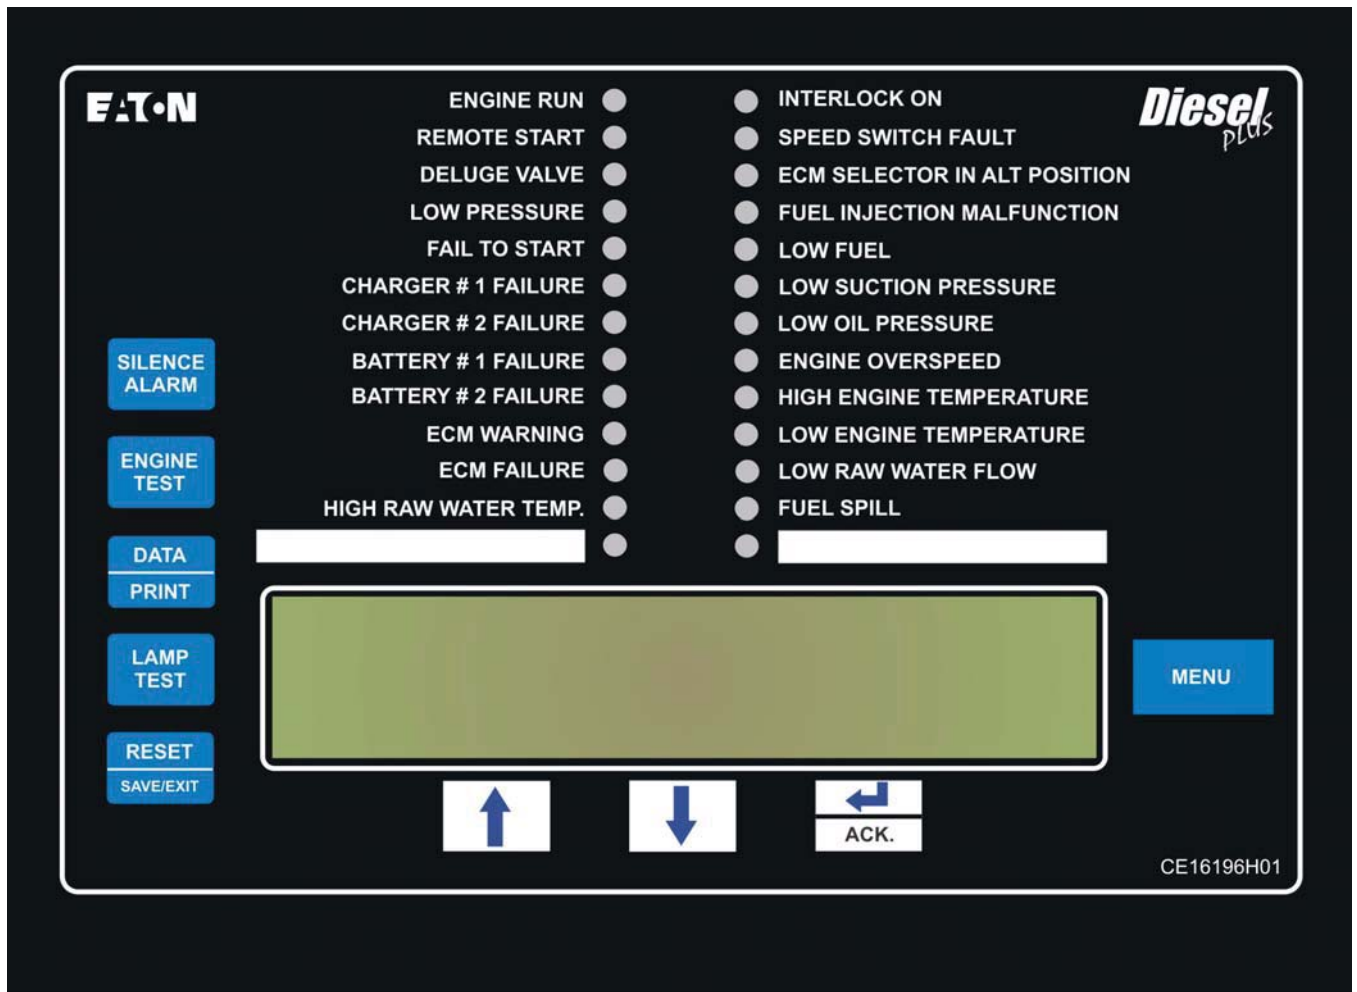 EATON
Diesel
PLUS
ENGINE RUN
REMOTE START
DELUGE VALVE
LOW PRESSURE
FAIL TO START
CHARGER # 1 FAILURE
CHARGER # 2 FAILURE
BATTERY # 1 FAILURE
BATTERY # 2 FAILURE
ECM WARNING
ECM FAILURE
HIGH RAW WATER TEMP.
INTERLOCK ON
SPEED SWITCH FAULT
ECM SELECTOR IN ALT POSITION
FUEL INJECTION MALFUNCTION
LOW FUEL
LOW SUCTION PRESSURE
LOW OIL PRESSURE
ENGINE OVERSPEED
HIGH ENGINE TEMPERATURE
LOW ENGINE TEMPERATURE
LOW RAW WATER FLOW
FUEL SPILL
SILENCE
ALARM
ENGINE
TEST
DATA
PRINT
LAMP
TEST
RESET
SAVE/EXIT
MENU
ACK.
CE16196H01